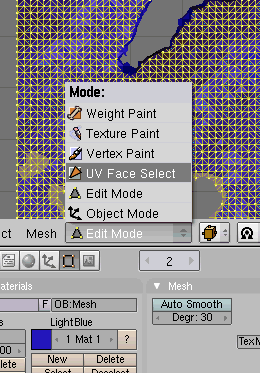 Mode:
Weight Paint
Texture Paint
Vertex Paint
UV Face Select
Edit Mode
Object Mode
ct Mesh Edit Mode
2
aterials
F OB:Mesh
Mesh
Auto Smooth
Degr: 30
s LightBlue
00 1 Mat 1 ?
TexM
elete New Delete
Select Deselect